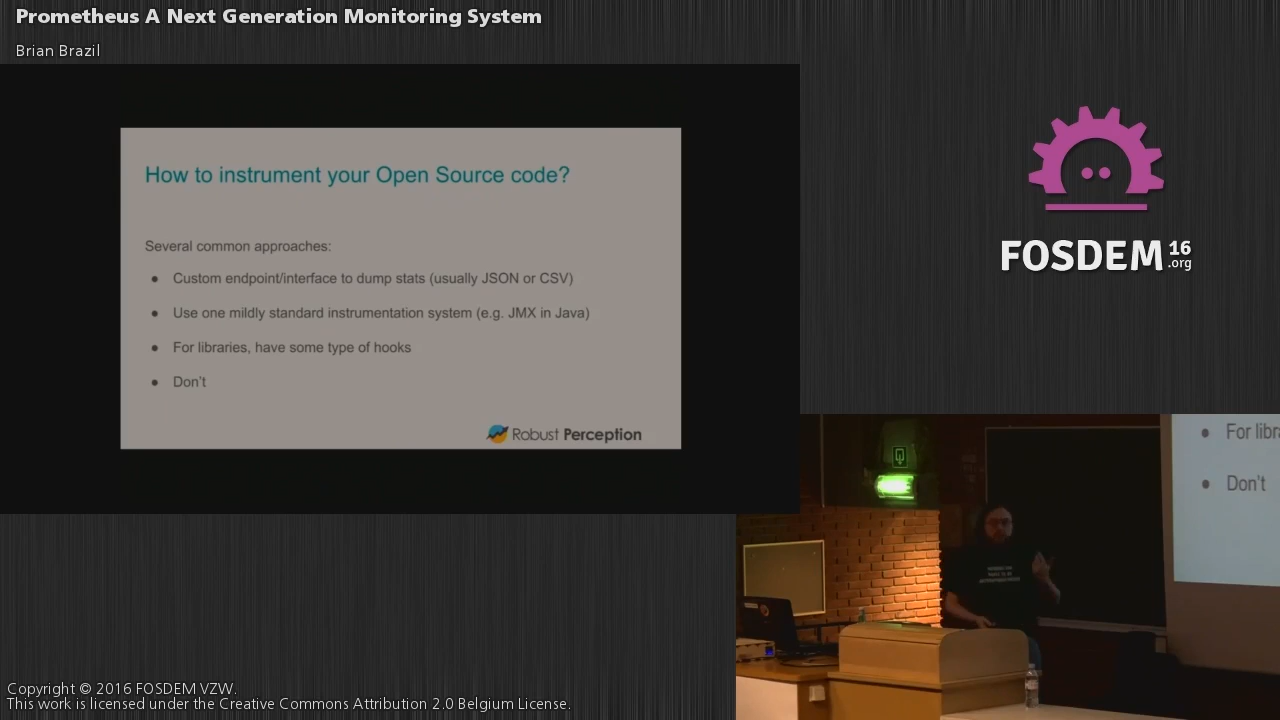 Prometheus A Next Generation Monitoring System
Brian Brazil
How to instrument your Open Source code?
Several common approaches:
● Custom endpoint/interface to dump stats (usually JSON or CSV)
● Use one mildly standard instrumentation system (e.g. JMX in Java)
● For libraries, have some type of hooks
● Don't
Robust Perception
FOSDEM 16 .org
● For libra
● Don't
Copyright © 2016 FOSDEM VZW.
This work is licensed under the Creative Commons Attribution 2.0 Belgium License.